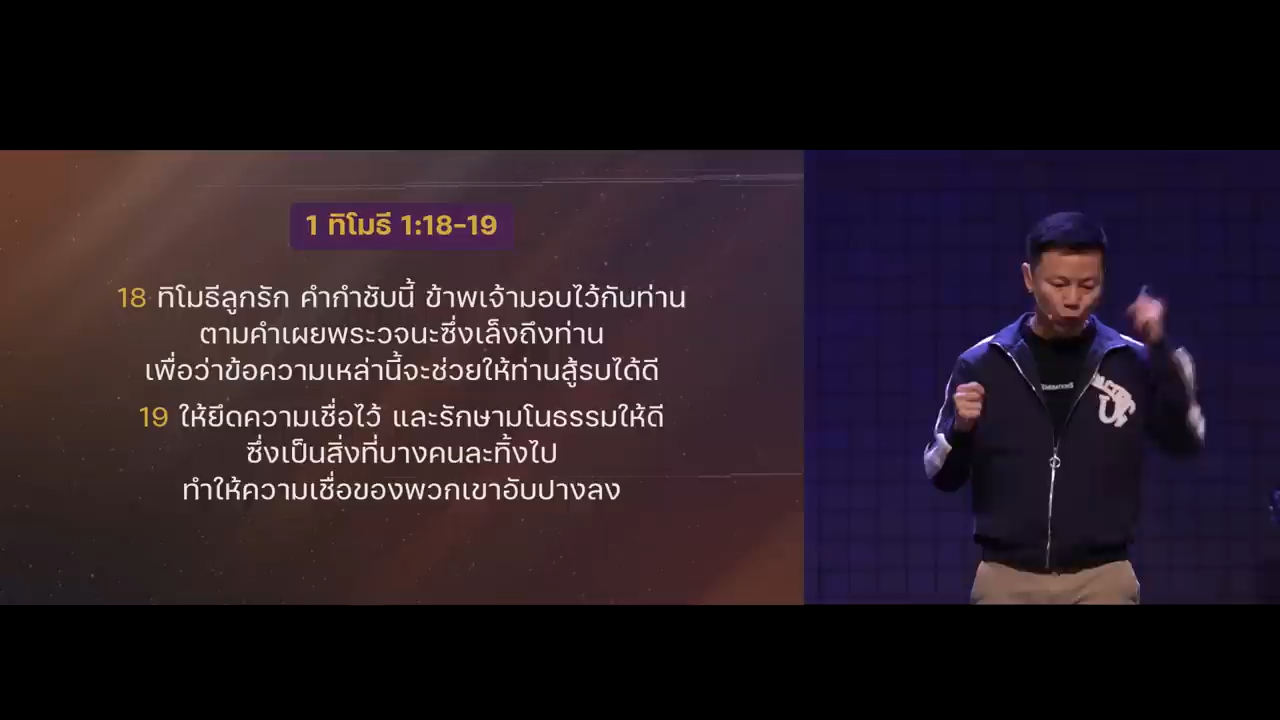 1 ทิโมธี 1:18-19
18 ทิโมธีลูกรัก คำกำชับนี้ ข้าพเจ้ามอบไว้กับท่าน
ตามคำเผยพระวจนะซึ่งเล็งถึงท่าน
เพื่อว่าข้อความเหล่านี้จะช่วยให้ท่านสู้รบได้ดี
19 ให้ยึดความเชื่อไว้ และรักษามโนธรรมให้ดี
ซึ่งเป็นสิ่งที่บางคนละทิ้งไป
ทำให้ความเชื่อของพวกเขาอับปางลง